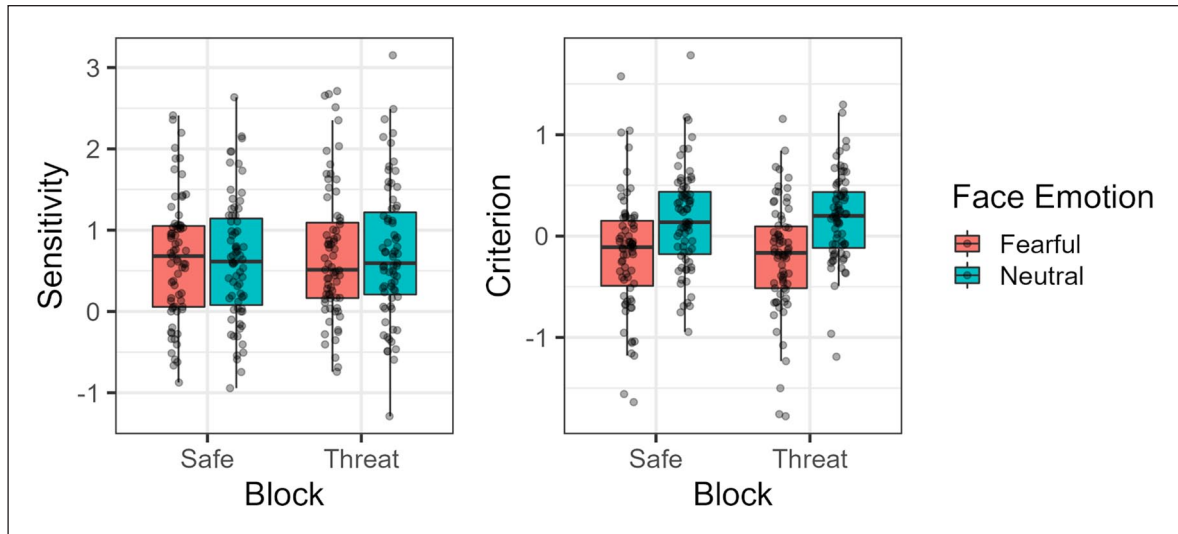 Sensitivity
3
2
1
0
-1
Safe Threat
Block
Criterion
1
0
-1
Safe Threat
Block
Face Emotion
Fearful
Neutral